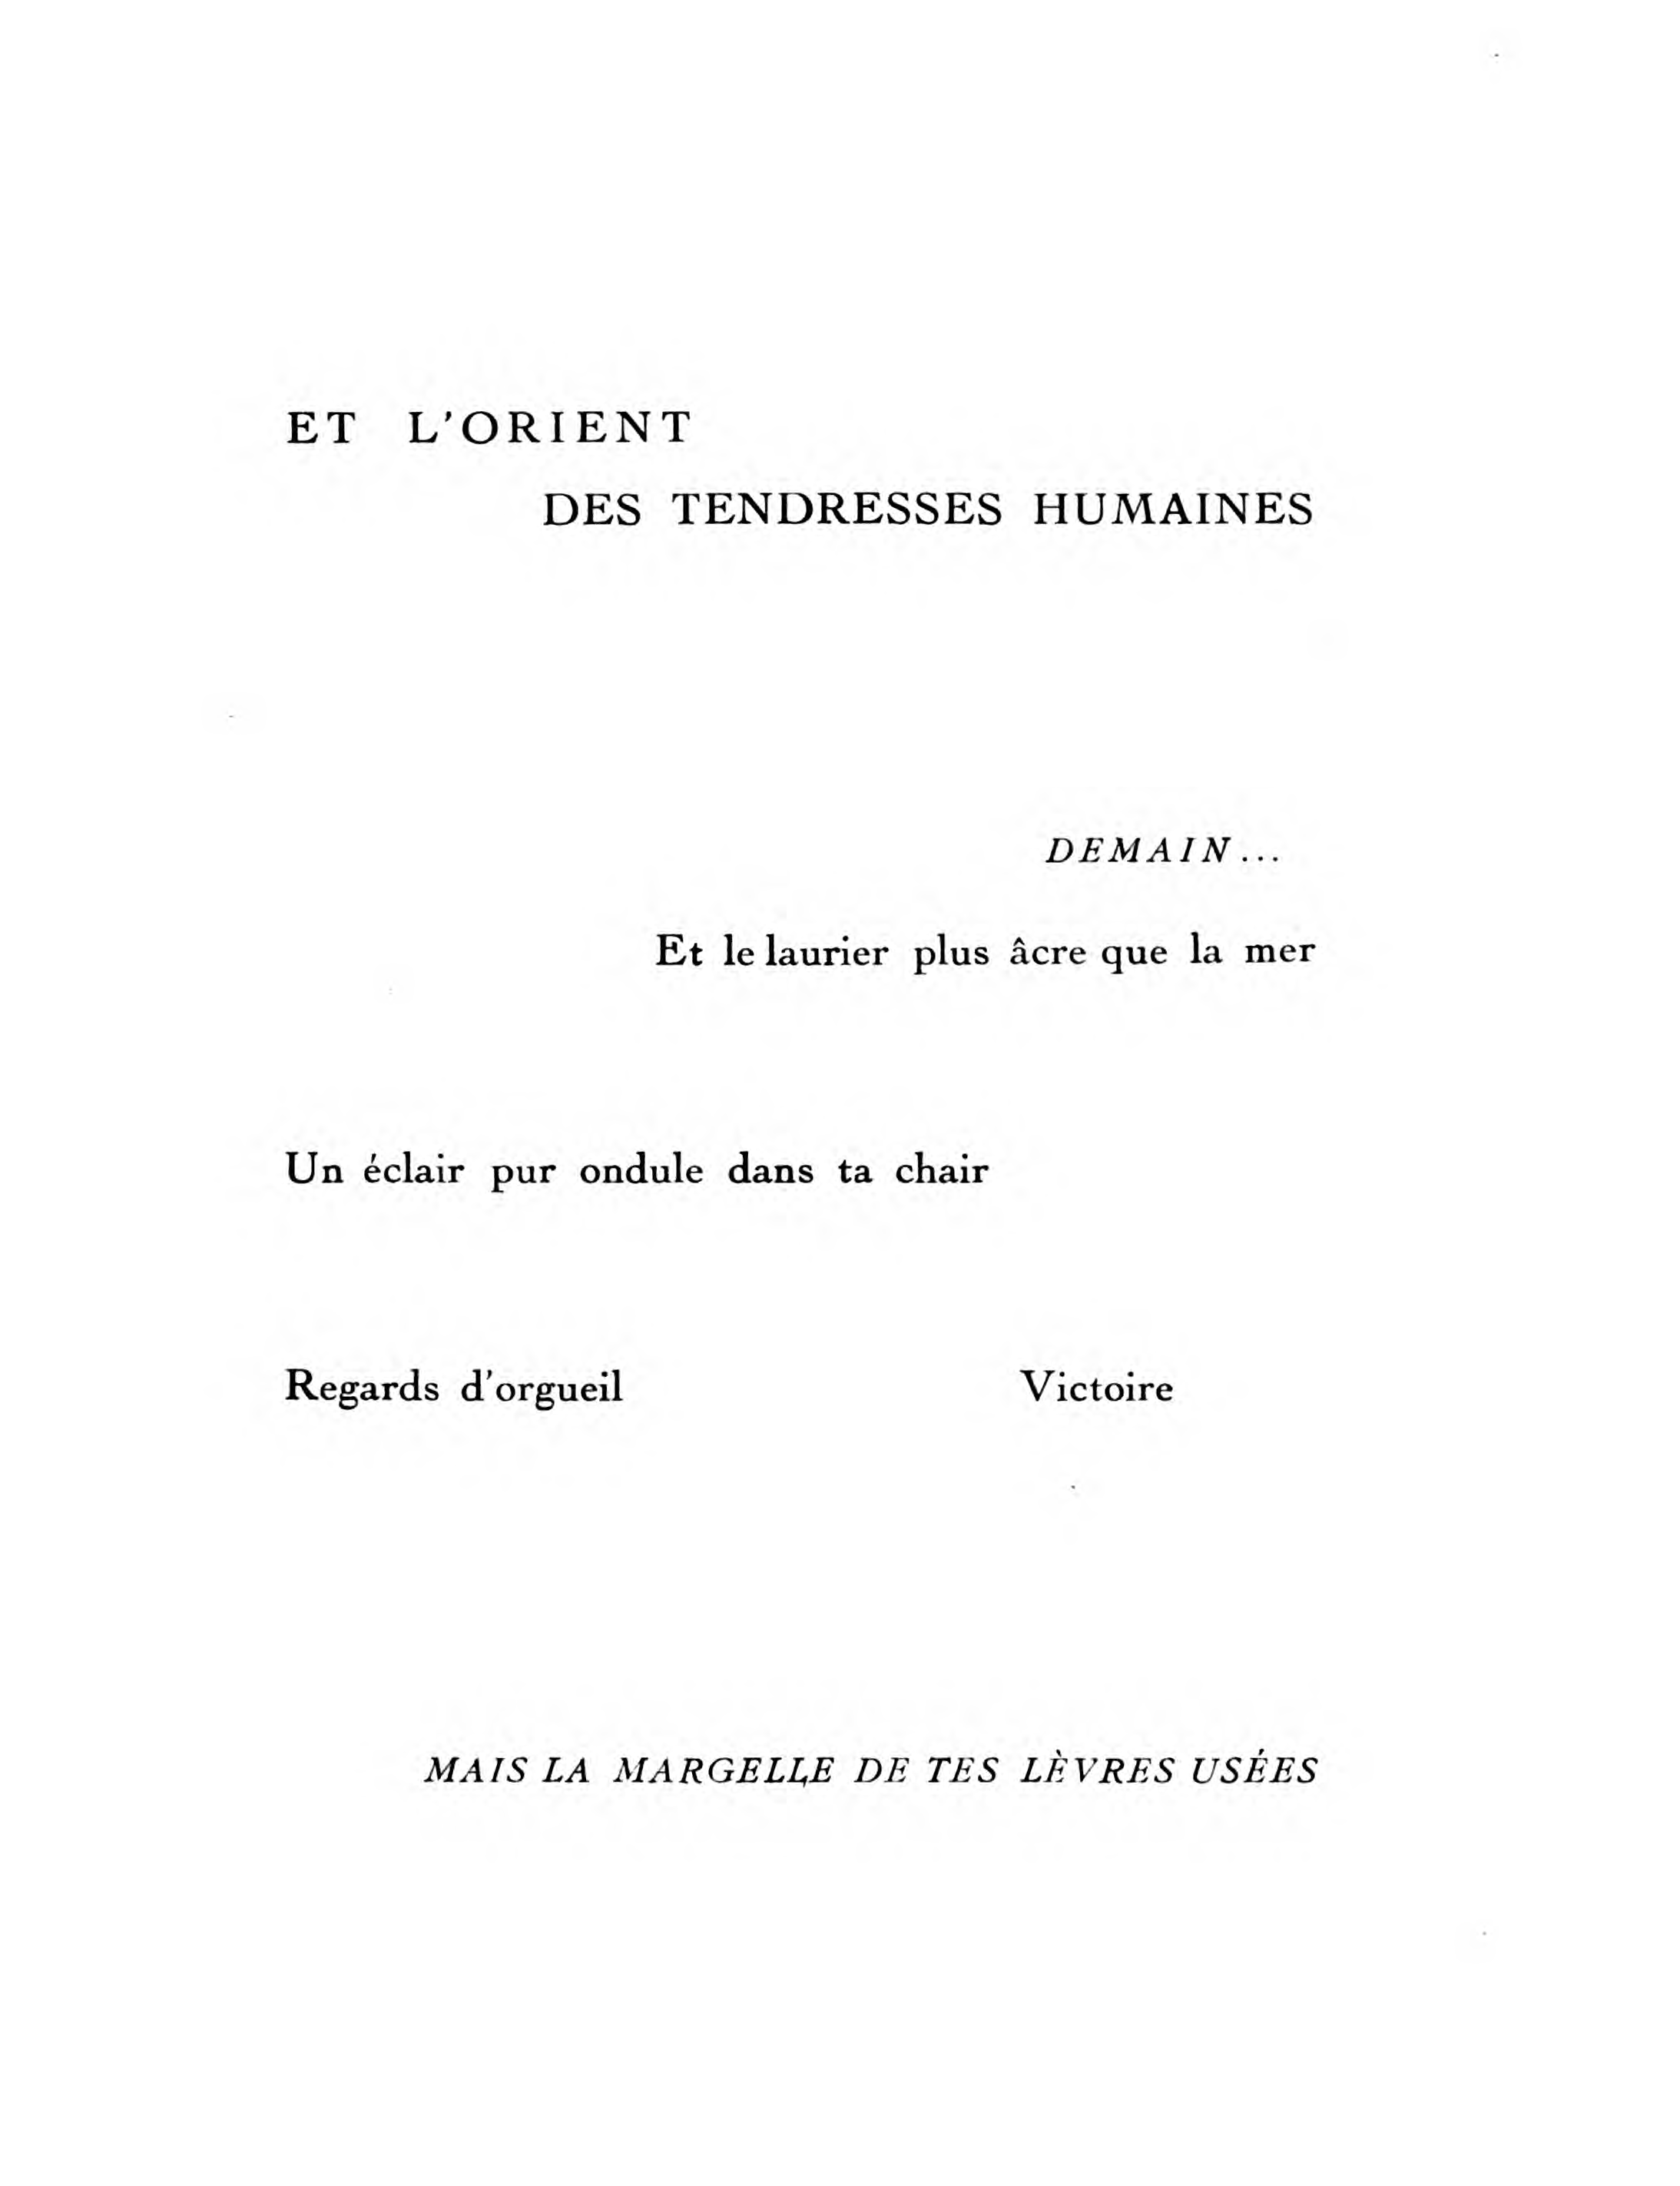 ET L'ORIENT
DES TENDRESSES HUMAINES
DEMAIN...
Et le laurier plus âcre que la mer
Un éclair pur ondule dans ta chair
Regards d'orgueil Victoire
MAIS LA MARGELLE DE TES LÈVRES USÉES